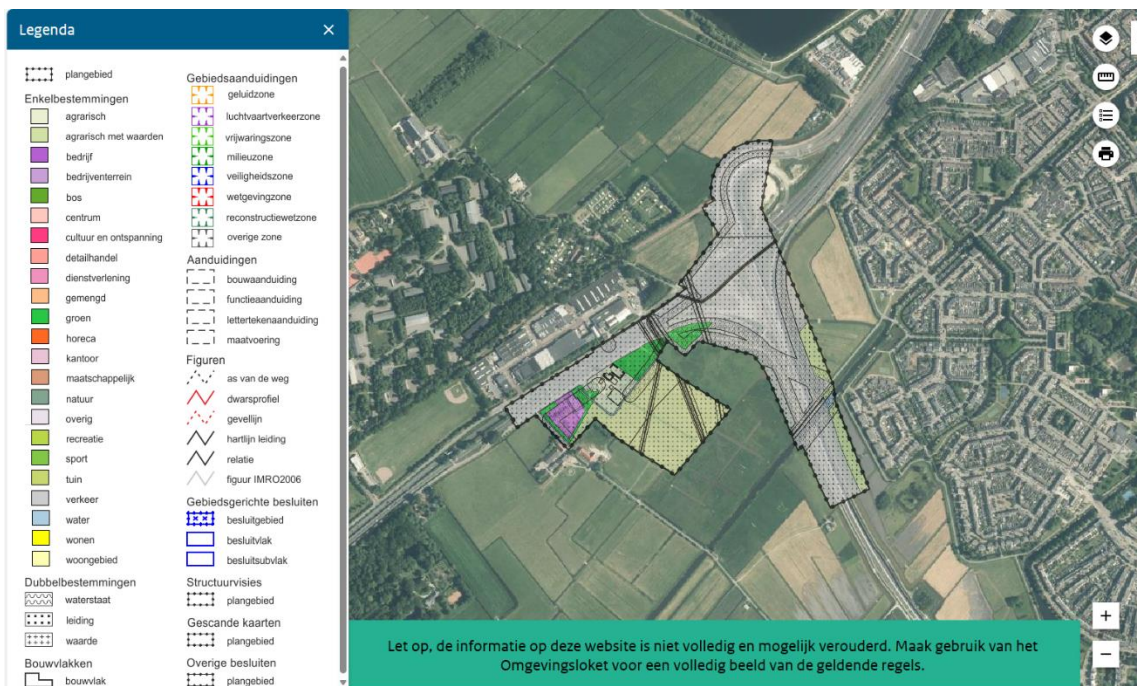 Legenda
plangebied
Enkelbestemmingen
agrarisch
agrarisch met waarden
bedrijf
bedrijventerrein
bos
centrum
cultuur en ontspanning
detailhandel
dienstverlening
gemengd
groen
horeca
kantoor
maatschappelijk
natuur
overig
recreatie
sport
tuin
verkeer
water
wonen
woongebied
Dubbelbestemmingen
waterstaat
leiding
waarde
Bouwvlakken
bouwvlak
Gebiedsaanduidingen
geluidzone
luchtvaartverkeerzone
vrijwaringszone
milieuzone
veiligheidszone
wetgevingzone
reconstructiewetzone
overige zone
Aanduidingen
bouwaanduiding
functieaanduiding
lettertekenaanduiding
maatvoering
Figuren
as van de weg
dwarsprofiel
gevellijn
hartlijn leiding
relatie
figuur IMRO2006
Gebiedsgerichte besluiten
besluitgebied
besluitvlak
besluitsubvlak
Structuurvisies
plangebied
Gescande kaarten
plangebied
Overige besluiten
plangebied
Let op, de informatie op deze website is niet volledig en mogelijk verouderd. Maak gebruik van het
Omgevingsloket voor een volledig beeld van de geldende regels.